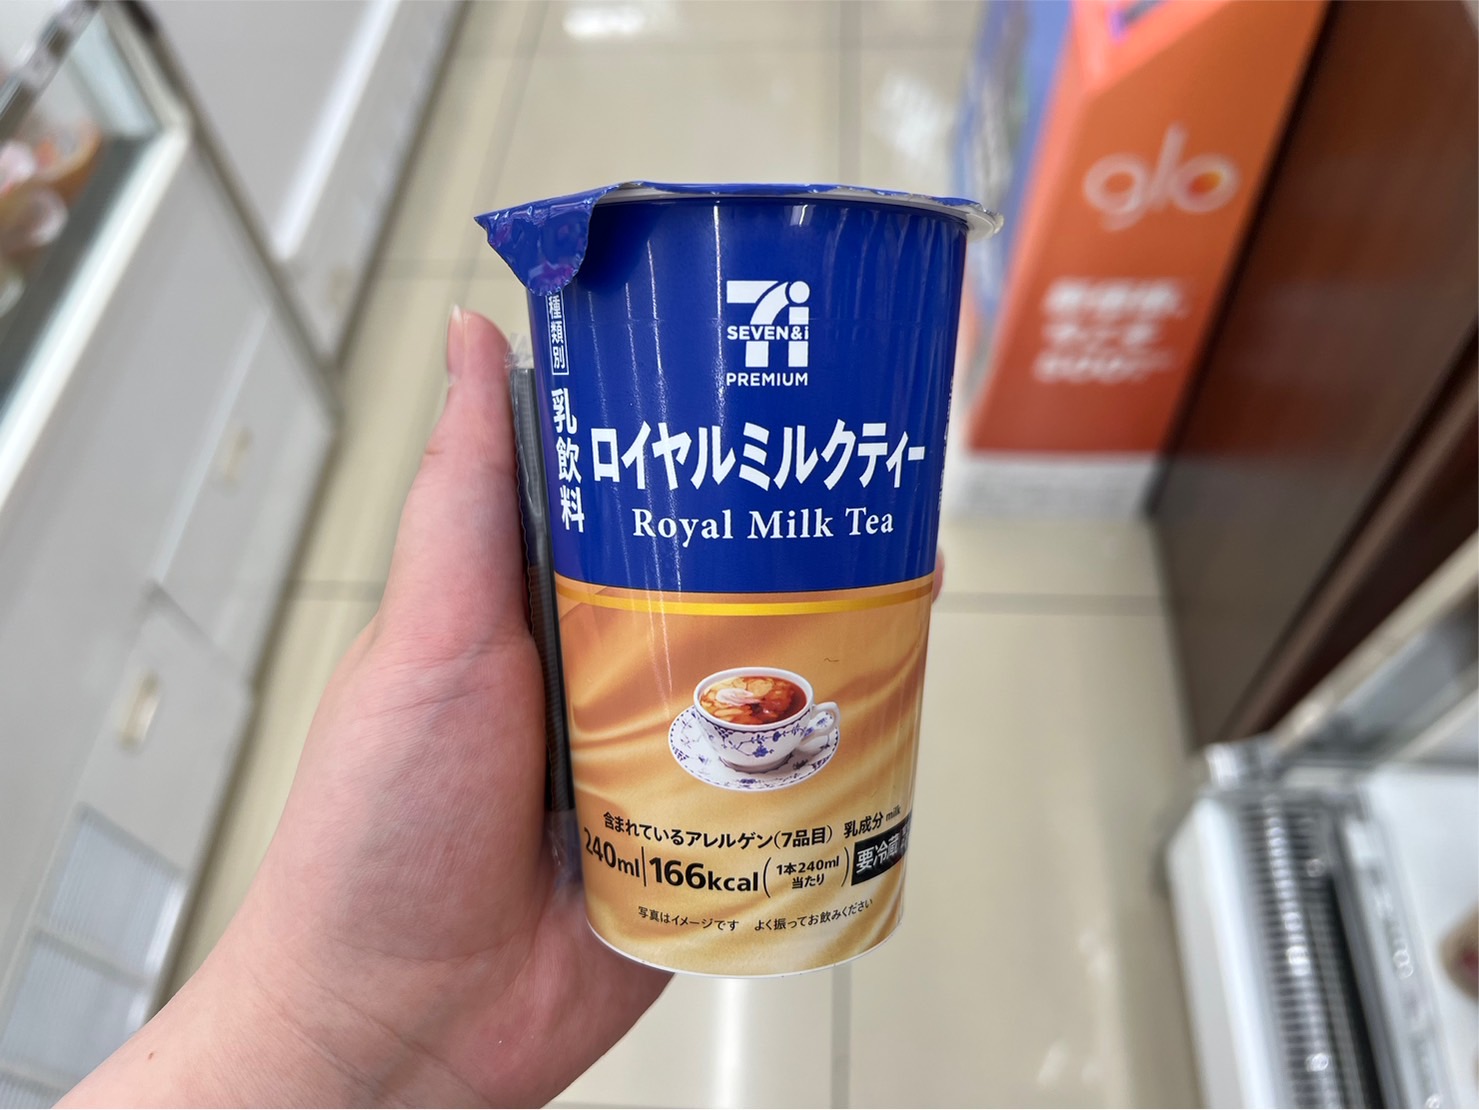 glo
SEVEN&i
PREMIUM
種類別
乳飲料
ロイヤルミルクティー
Royal Milk Tea
含まれているアレルゲン(7品目) 乳成分 milk
240ml 166kcal (1本240ml当たり) 要冷蔵
写真はイメージです よく振ってお飲みください